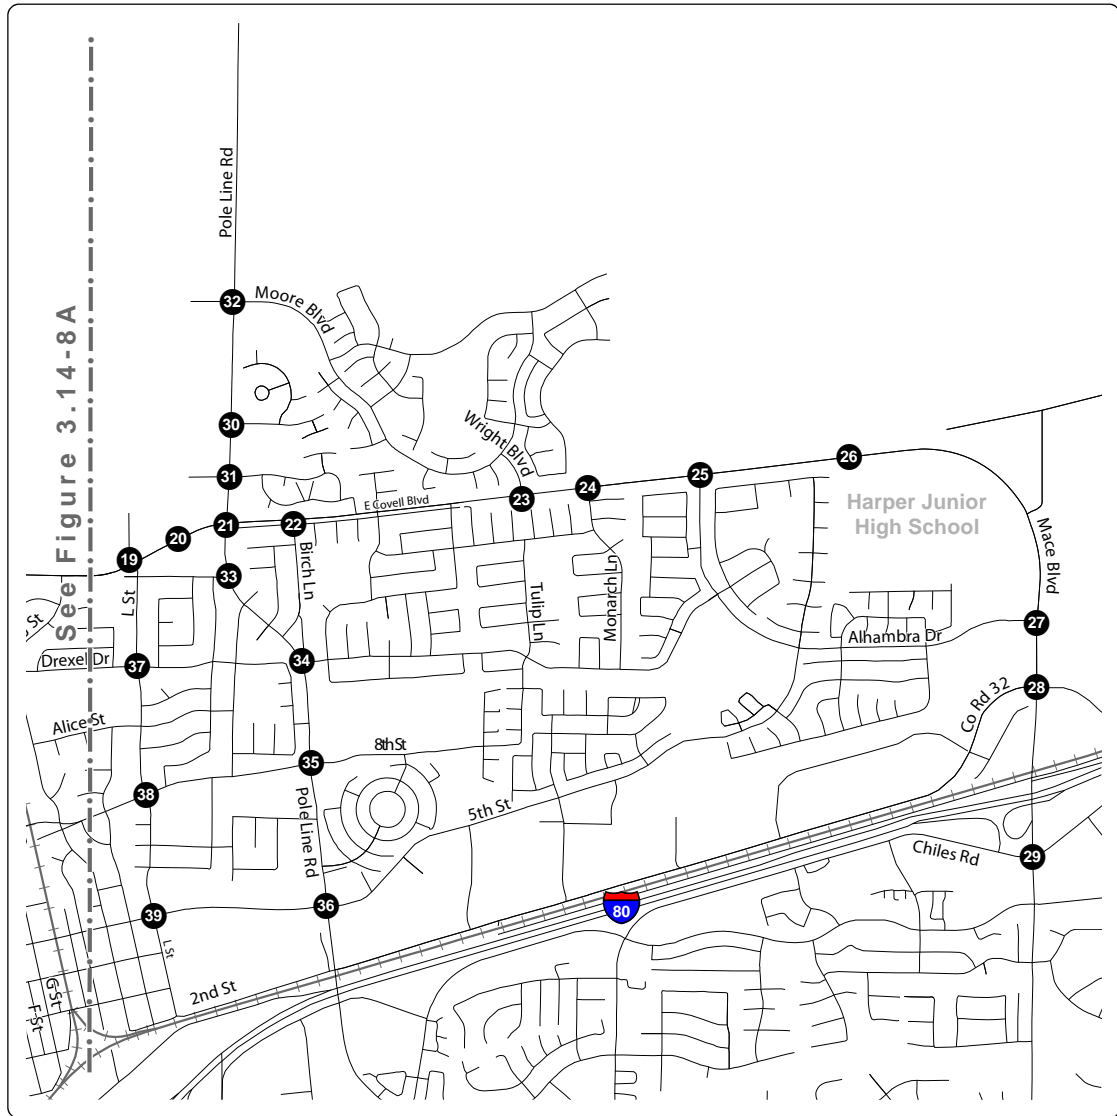 See Figure 3.14-8A
Pole Line Rd
32
Moore Blvd
30
Wright Blvd
31
26
25
24
23
E Covell Blvd
Harper Junior
High School
21
22
20
19
Mace Blvd
33
Birch Ln
L St
Tulip Ln
Monarch Ln
St
27
Alhambra Dr
Drexel Dr
37
34
28
Co Rd 32
Alice St
8th St
35
38
Pole Line Rd
5th St
Chiles Rd
29
36
80
39
L St
2nd St
G St
F St